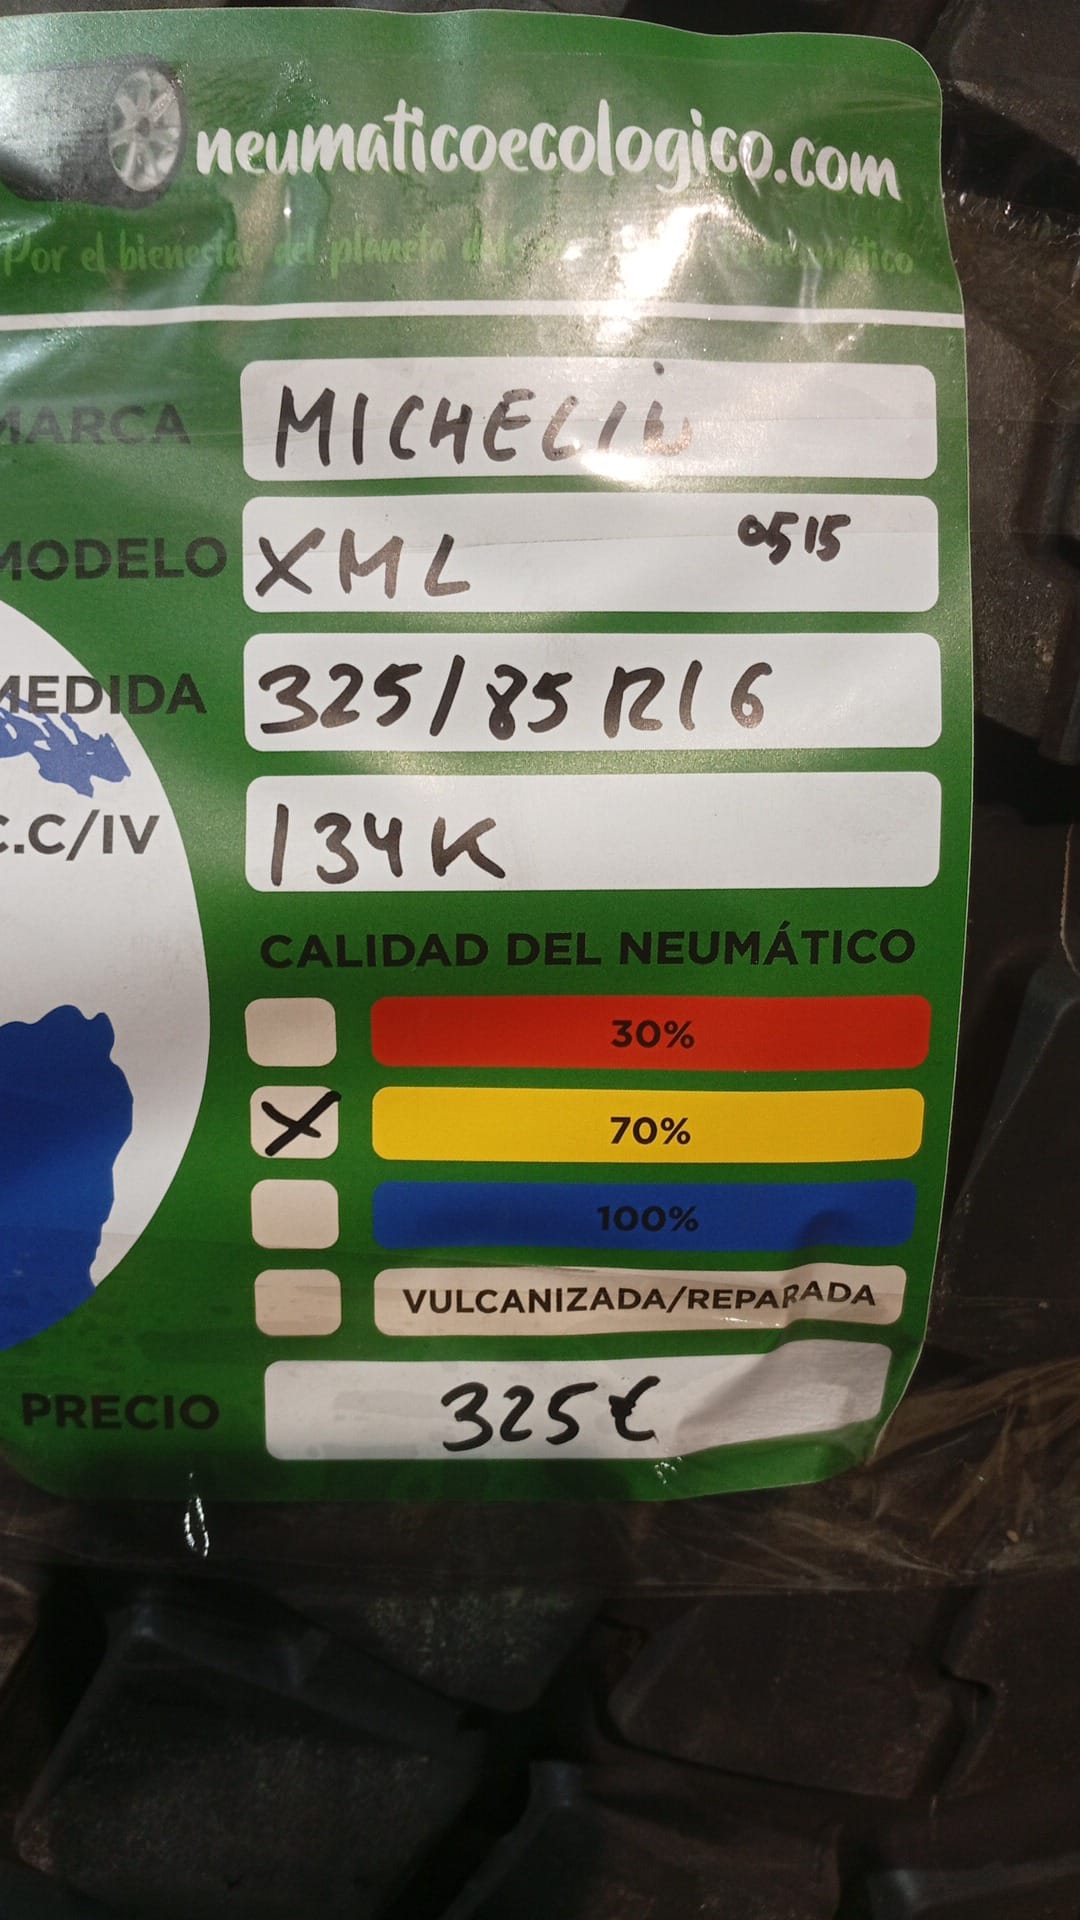 neumaticoecologico.com
Por el bienestar del planeta neumático
MARCA MICHELIN
MODELO XML 0515
MEDIDA 325/85 R16
C.C/IV 134K
CALIDAD DEL NEUMÁTICO
30%
X 70%
100%
VULCANIZADA/REPARADA
PRECIO 325€